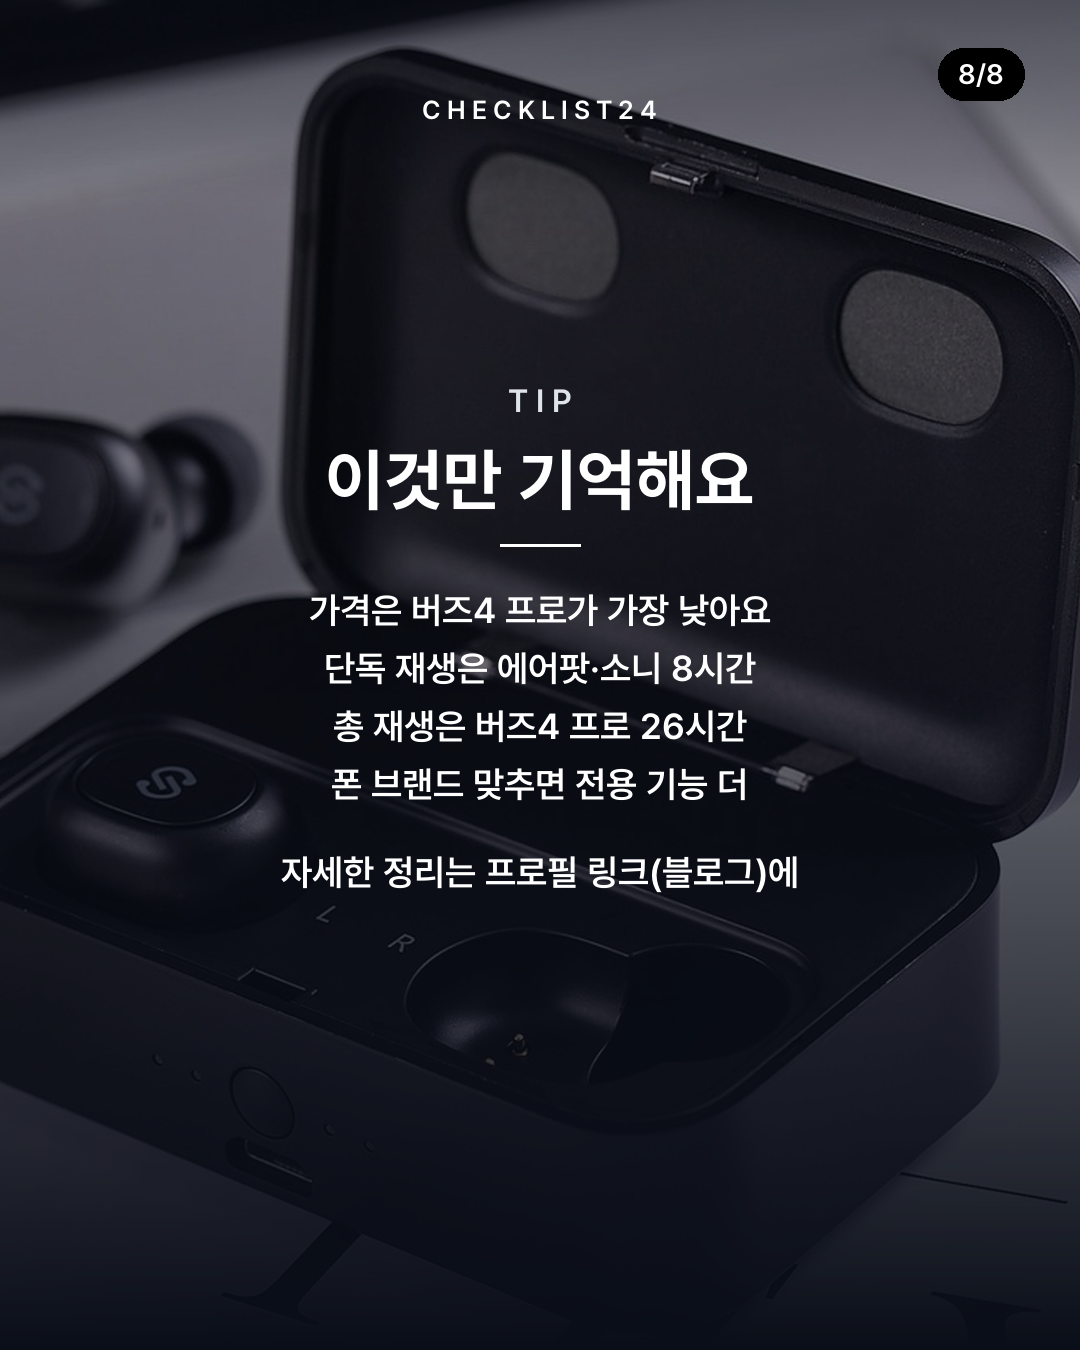 8/8
CHECKLIST24
TIP
이것만 기억해요
가격은 버즈4 프로가 가장 낮아요
단독 재생은 에어팟·소니 8시간
총 재생은 버즈4 프로 26시간
폰 브랜드 맞추면 전용 기능 더
자세한 정리는 프로필 링크(블로그)에
L
R